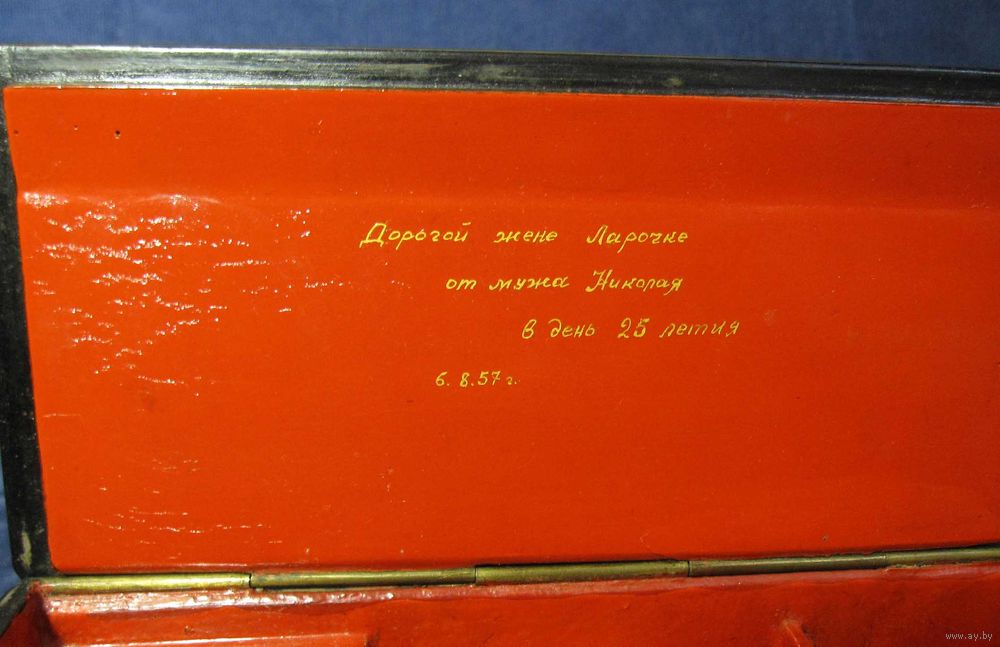 Дорогой жене Ларочке
от мужа Николая
в день 25 летия
6. 8. 57 г.
www.ay.by